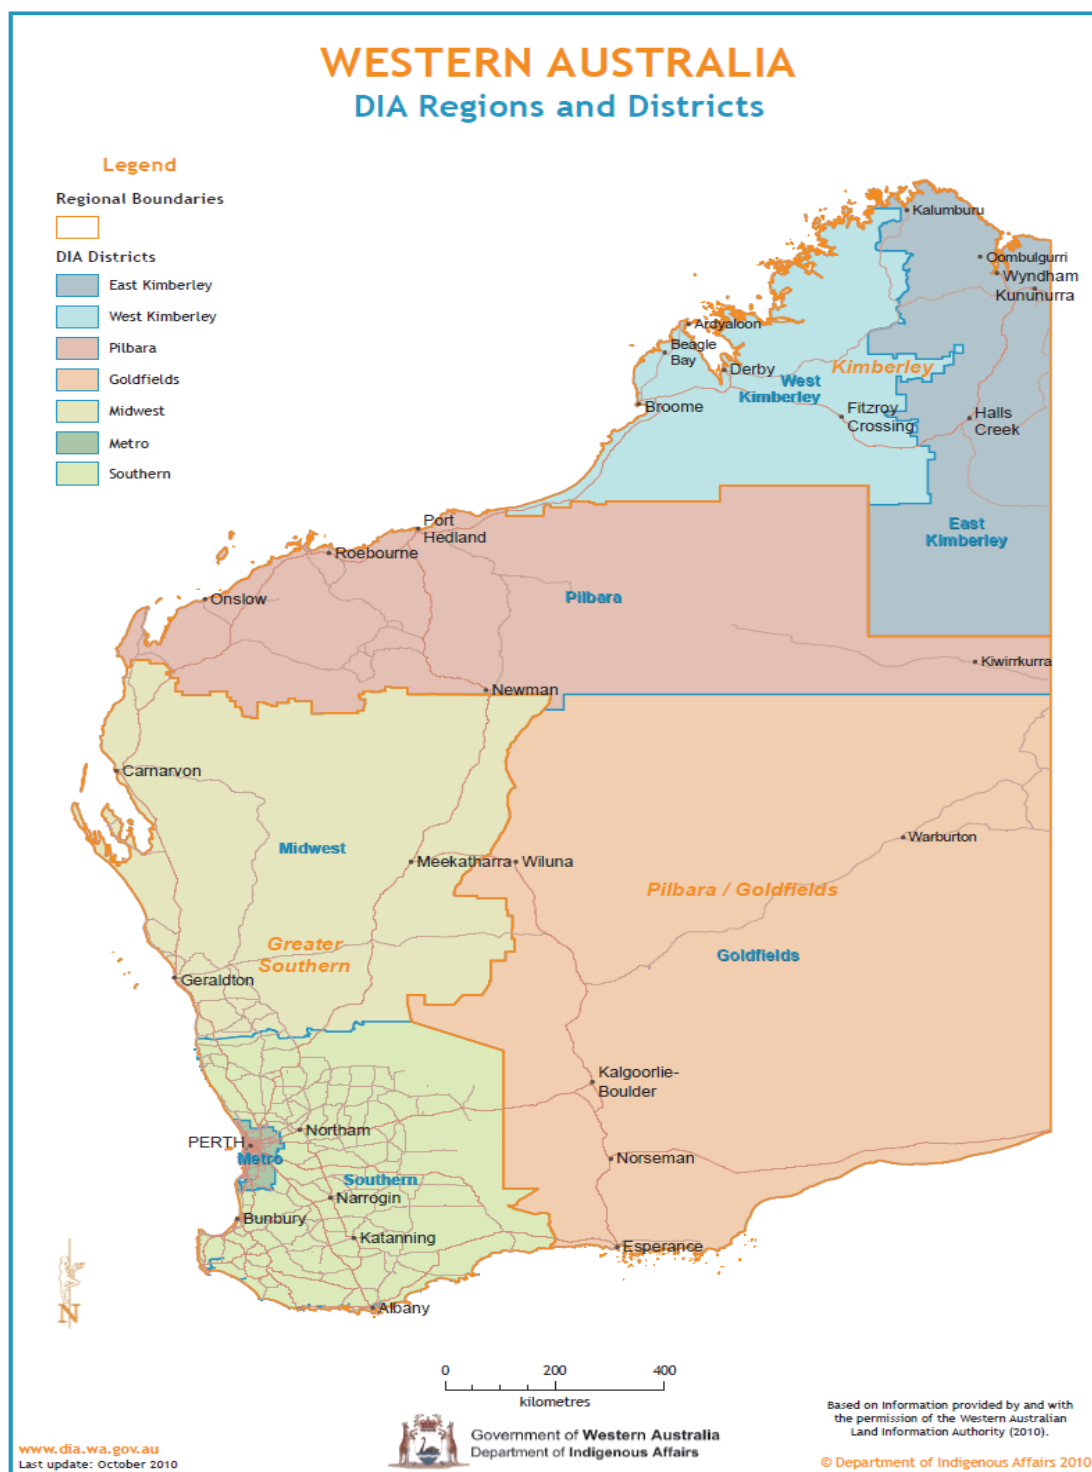 WESTERN AUSTRALIA
DIA Regions and Districts
Legend
Regional Boundaries
DIA Districts
East Kimberley
West Kimberley
Pilbara
Goldfields
Midwest
Metro
Southern
Kalumburu
Oombulgurri
Wyndham
Kununurra
Ardyaloon
Beagle
Bay
Derby
Kimberley
West
Kimberley
Broome
Fitzroy
Crossing
Halls
Creek
Port
Hedland
East
Kimberley
Roebourne
Onslow
Pilbara
Kiwirrkurra
Newman
Carnarvon
Warburton
Midwest
Meekatharra
Wiluna
Pilbara / Goldfields
Greater
Southern
Goldfields
Geraldton
Kalgoorlie-
Boulder
Northam
PERTH
Metro
Norseman
Southern
Narrogin
Bunbury
Katanning
Esperance
Albany
N
0 200 400
kilometres
Government of Western Australia
Department of Indigenous Affairs
Based on Information provided by and with
the permission of the Western Australian
Land Information Authority (2010).
www.dia.wa.gov.au
Last update: October 2010
© Department of Indigenous Affairs 2010